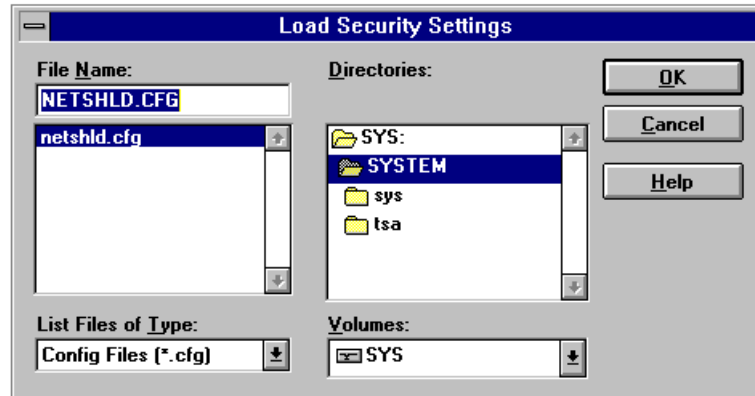 Load Security Settings
File Name:
NETSHLD.CFG
netshld.cfg
List Files of Type:
Config Files (*.cfg)
Directories:
SYS:
SYSTEM
sys
tsa
Volumes:
SYS
OK
Cancel
Help